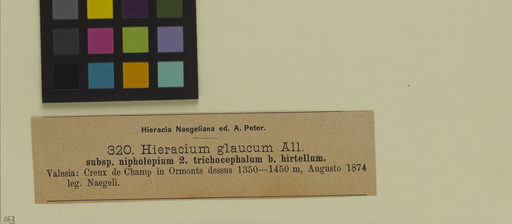 Hieracia Naegeliana ed. A. Peter.
320. Hieracium glaucum All.
subsp. nipholepium 2. trichocephalum b. hirtellum.
Valesia: Creux de Champ in Ormonts dessus 1350—1450 m, Augusto 1874
leg. Naegeli.